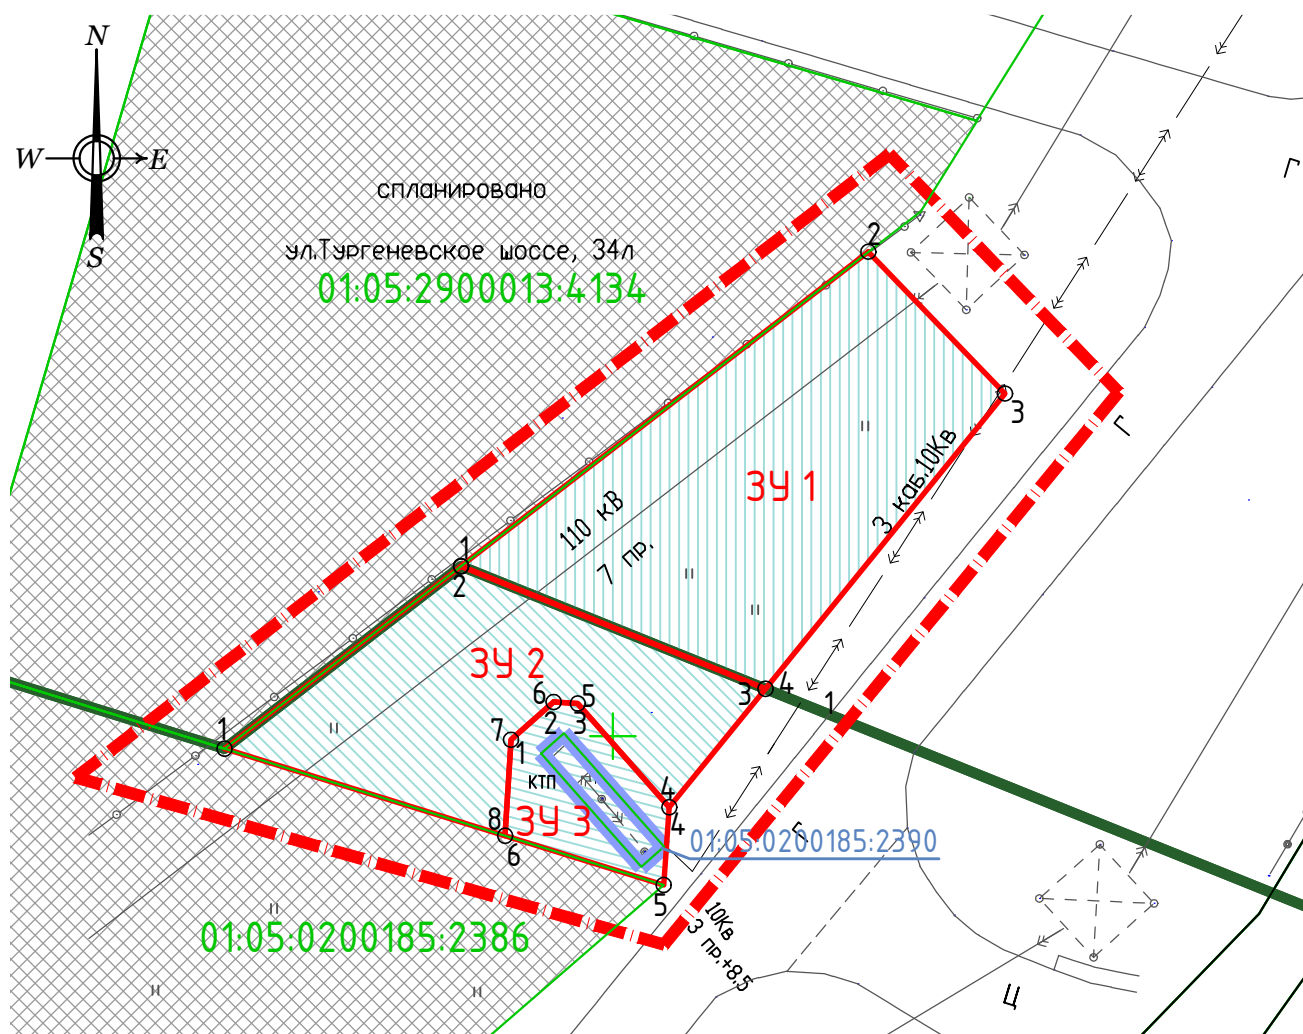 N
W E
S
Г
спланировано
ул.Тургеневское шоссе, 34л
01:05:2900013:4134
2
3
Г
3 каб.10Кв
ЗУ 1
110 кВ
7 пр.
1
2
ЗУ 2
3 4
1
6 5
2 3
1
7
1
КТП
4
4
8
ЗУ 3
6
01:05:0200185:2390
Г
5
10Кв
3 пр.+8,5
01:05:0200185:2386
Ц